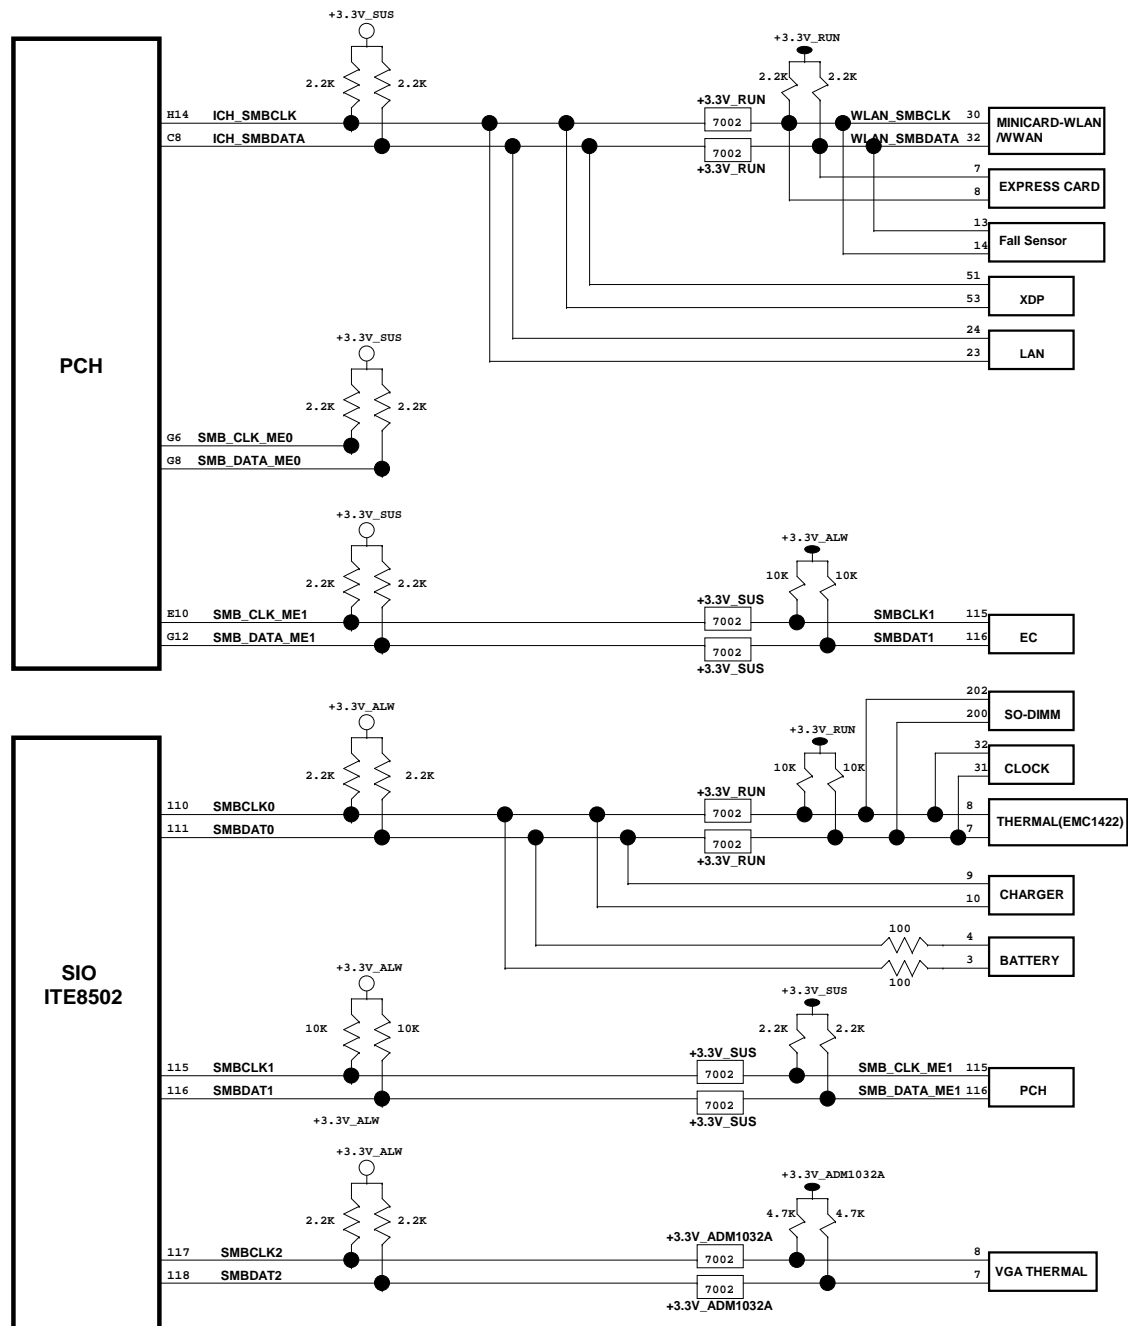 +3.3V_SUS
+3.3V_RUN
2.2K 2.2K 2.2K 2.2K
H14 ICH_SMBCLK +3.3V_RUN 7002 WLAN_SMBCLK 30 MINICARD-WLAN
C8 ICH_SMBDATA 7002 WLAN_SMBDATA 32 /WWAN
+3.3V_RUN
7
8 EXPRESS CARD
13
14 Fall Sensor
51
53 XDP
24
23 LAN
PCH
+3.3V_SUS
2.2K 2.2K
G6 SMB_CLK_ME0
G8 SMB_DATA_ME0
+3.3V_SUS
+3.3V_ALW
2.2K 2.2K 10K 10K
+3.3V_SUS
E10 SMB_CLK_ME1 7002 SMBCLK1 115
G12 SMB_DATA_ME1 7002 SMBDAT1 116 EC
+3.3V_SUS
202
200 SO-DIMM
+3.3V_ALW
+3.3V_RUN
32
31 CLOCK
2.2K 2.2K 10K 10K
+3.3V_RUN
110 SMBCLK0 7002 8
111 SMBDAT0 7002 7 THERMAL(EMC1422)
+3.3V_RUN
9
10 CHARGER
100 4
3 BATTERY
100
SIO
ITE8502
+3.3V_ALW
+3.3V_SUS
10K 10K 2.2K 2.2K
+3.3V_SUS
115 SMBCLK1 7002 SMB_CLK_ME1 115
116 SMBDAT1 7002 SMB_DATA_ME1 116 PCH
+3.3V_ALW +3.3V_SUS
+3.3V_ALW
+3.3V_ADM1032A
2.2K 2.2K 4.7K 4.7K
+3.3V_ADM1032A
117 SMBCLK2 7002 8
118 SMBDAT2 7002 7 VGA THERMAL
+3.3V_ADM1032A